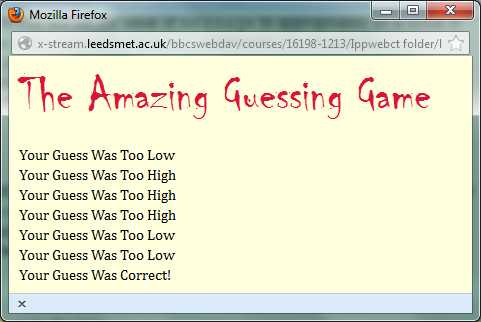 Mozilla Firefox
x-stream.leedsmet.ac.uk/bbcswebdav/courses/16198-1213/Ippwebct folder/I
The Amazing Guessing Game
Your Guess Was Too Low
Your Guess Was Too High
Your Guess Was Too High
Your Guess Was Too High
Your Guess Was Too Low
Your Guess Was Too Low
Your Guess Was Correct!
x